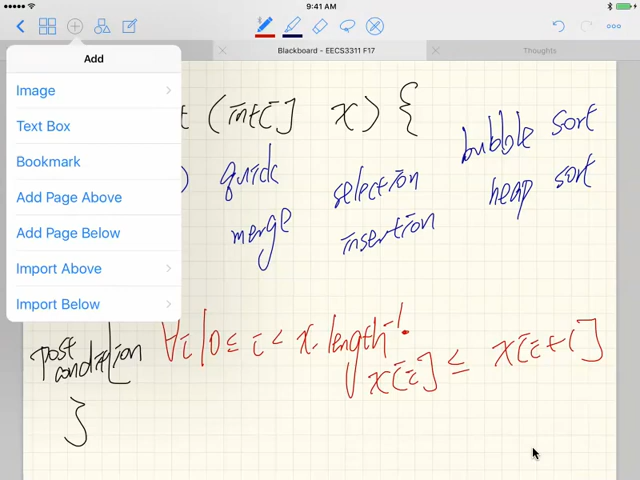 9:41 AM
Blackboard - EECS3311 F17
Thoughts
Add
Image
Text Box
Bookmark
Add Page Above
Add Page Below
Import Above
Import Below
t (int[] x) {
) quick selection bubble sort
merge insertion heap sort
post condition ∀i | 0 ≤ i < x.length-1 • x[i] ≤ x[i+1]
}